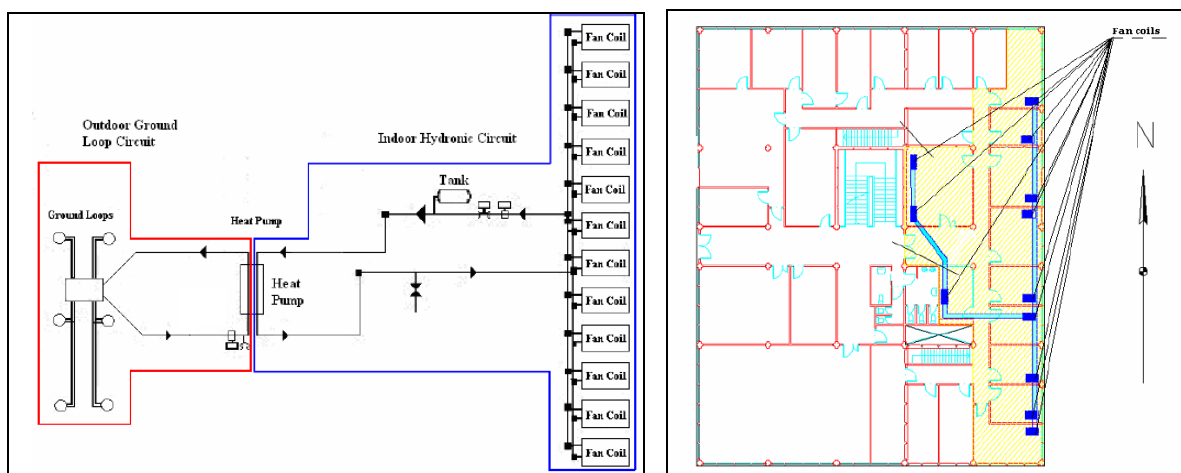 Outdoor Ground
Loop Circuit
Indoor Hydronic Circuit
Tank
Ground Loops
Heat Pump
Heat
Pump
Fan Coil
Fan Coil
Fan Coil
Fan Coil
Fan Coil
Fan Coil
Fan Coil
Fan Coil
Fan Coil
Fan Coil
Fan Coil
Fan Coil
Fan coils
N